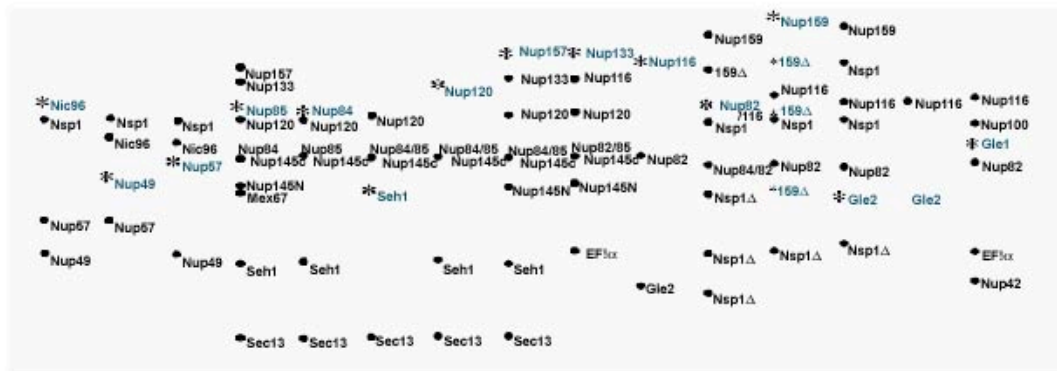 Nup159
Nup159
Nup159
Nup157
Nup133
Nup116
159Δ
159Δ
Nsp1
Nup157
Nup133
Nup133
Nup116
Nup120
Nup116
Nup116
Nup116
Nup116
Nic96
Nup85
Nup84
Nup82
159Δ
Nsp1
Nsp1
Nsp1
Nup120
Nup120
Nup120
Nup120
Nup120
/116
Nsp1
Nsp1
Nsp1
Nup100
Nic96
Nic96
Nup84
Nup85
Nup84/85
Nup84/85
Nup84/85
Nup82/85
Gle1
Nup57
Nup145c
Nup145c
Nup145c
Nup145c
Nup145c
Nup145c
Nup82
Nup84/82
Nup82
Nup82
Nup82
Nup49
Nup145N
Mex67
Seh1
Nup145N
Nup145N
Nsp1Δ
159Δ
Gle2
Gle2
Nup57
Nup57
Nup49
Nup49
Seh1
Seh1
Seh1
Seh1
Nsp1Δ
Nsp1Δ
Nsp1Δ
Gle2
Nsp1Δ
Nup42
Sec13
Sec13
Sec13
Sec13
Sec13